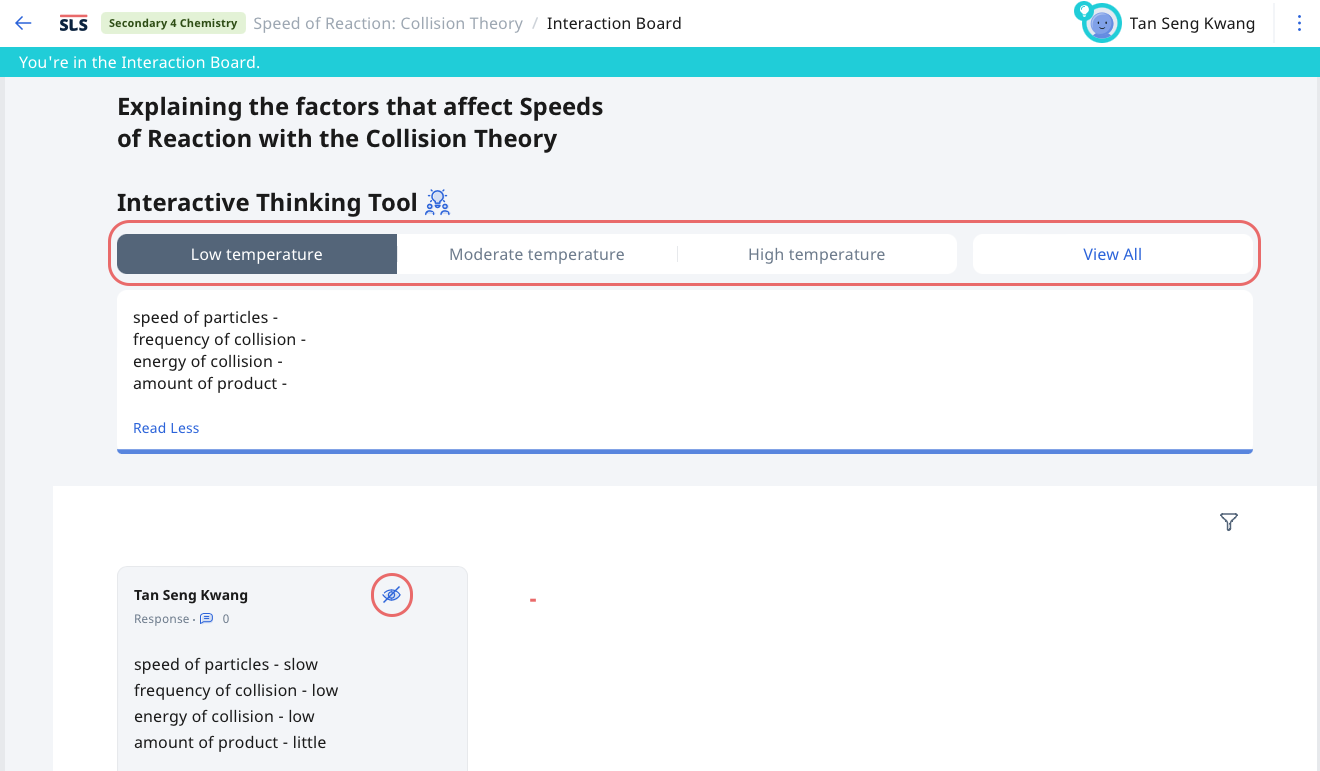 SLS Secondary 4 Chemistry Speed of Reaction: Collision Theory / Interaction Board Tan Seng Kwang
You're in the Interaction Board.
Explaining the factors that affect Speeds
of Reaction with the Collision Theory
Interactive Thinking Tool
Low temperature Moderate temperature High temperature View All
speed of particles -
frequency of collision -
energy of collision -
amount of product -
Read Less
Tan Seng Kwang
Response · 0
speed of particles - slow
frequency of collision - low
energy of collision - low
amount of product - little